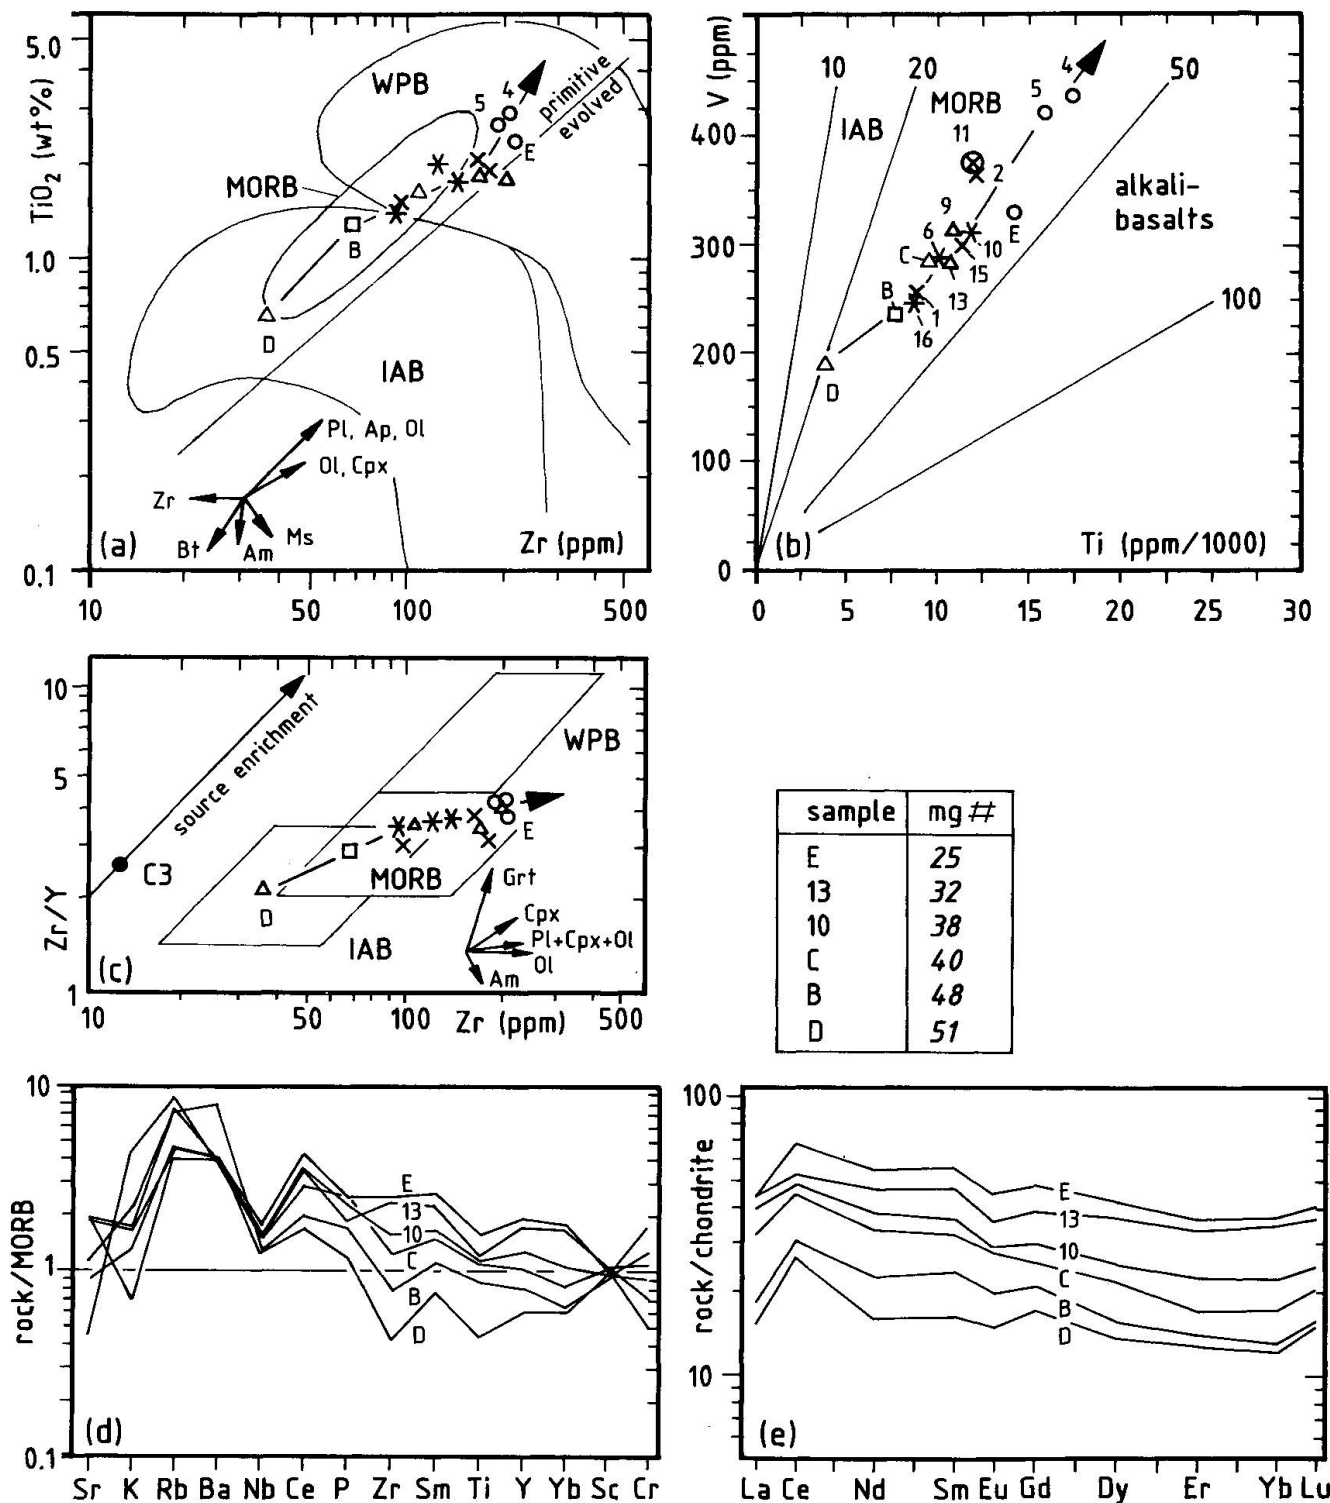 5.0
1.0
0.5
0.1
TiO2 (wt%)
WPB
5
4
primitive
evolved
E
MORB
B
D
IAB
Pl, Ap, Ol
Ol, Cpx
Zr
Bt
Am
Ms
(a)
Zr (ppm)
10
50
100
500
V (ppm)
400
300
200
100
0
10
20
50
100
IAB
MORB
4
5
11
2
alkali-
basalts
9
E
6
10
C
15
B
13
1
16
D
(b)
Ti (ppm/1000)
0
5
10
15
20
25
30
10
5
1
Zr/Y
source enrichment
C3
WPB
MORB
E
D
IAB
Grt
Cpx
Pl+Cpx+Ol
Ol
Am
(c)
10
50
100
Zr (ppm)
500
sample mg #
E 25
13 32
10 38
C 40
B 48
D 51
10
1
0.1
rock/MORB
E
13
10
C
B
D
(d)
Sr K Rb Ba Nb Ce P Zr Sm Ti Y Yb Sc Cr
100
10
rock/chondrite
E
13
10
C
B
D
(e)
La Ce Nd Sm Eu Gd Dy Er Yb Lu